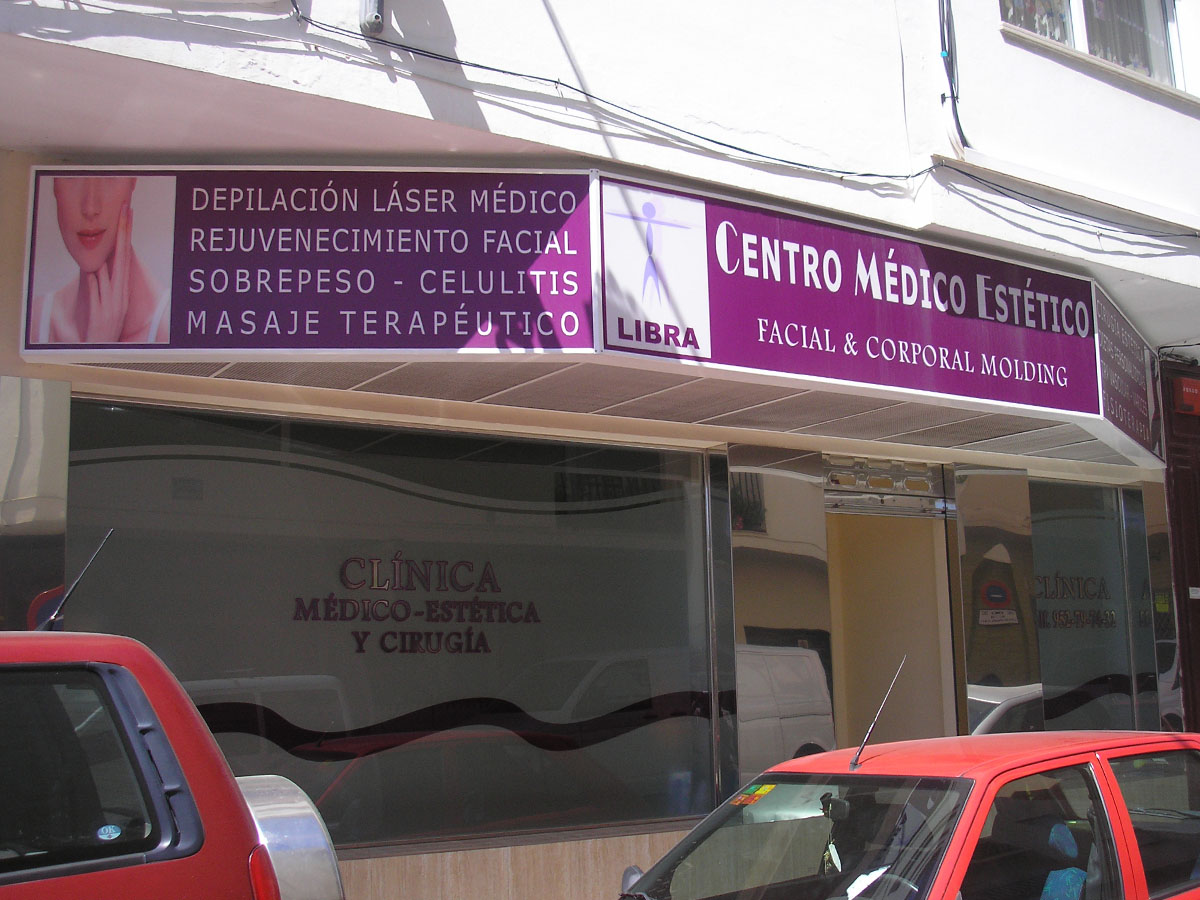 DEPILACIÓN LÁSER MÉDICO
REJUVENECIMIENTO FACIAL
SOBREPESO - CELULITIS
MASAJE TERAPÉUTICO
LIBRA
CENTRO MÉDICO ESTÉTICO
FACIAL & CORPORAL MOLDING
CLÍNICA
MÉDICO-ESTÉTICA
Y CIRUGÍA
CLÍNICA
OK